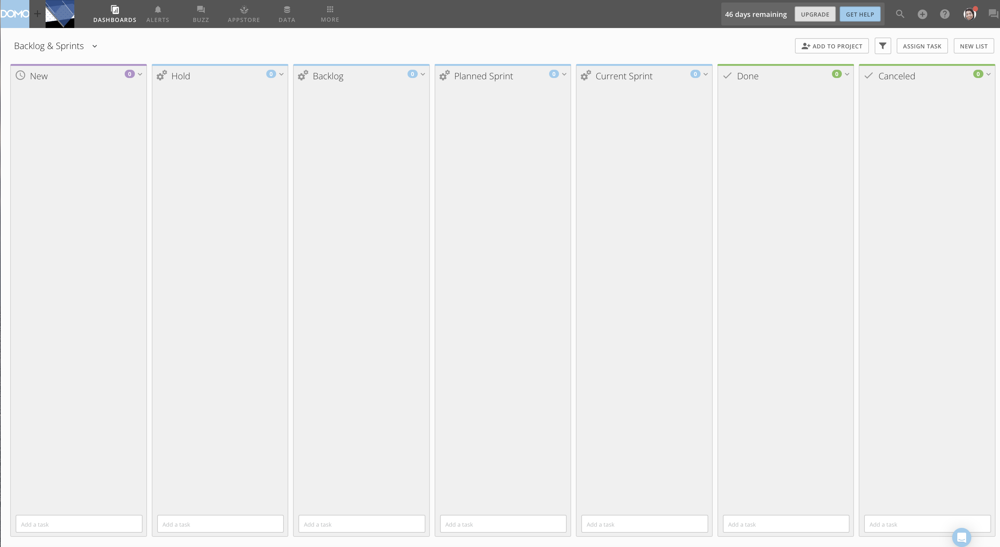 DOMO
DASHBOARDS
ALERTS
BUZZ
APPSTORE
DATA
MORE
46 days remaining
UPGRADE
GET HELP
Backlog & Sprints
ADD TO PROJECT
ASSIGN TASK
NEW LIST
New
0
Hold
0
Backlog
0
Planned Sprint
0
Current Sprint
0
Done
0
Canceled
0
Add a task
Add a task
Add a task
Add a task
Add a task
Add a task
Add a task